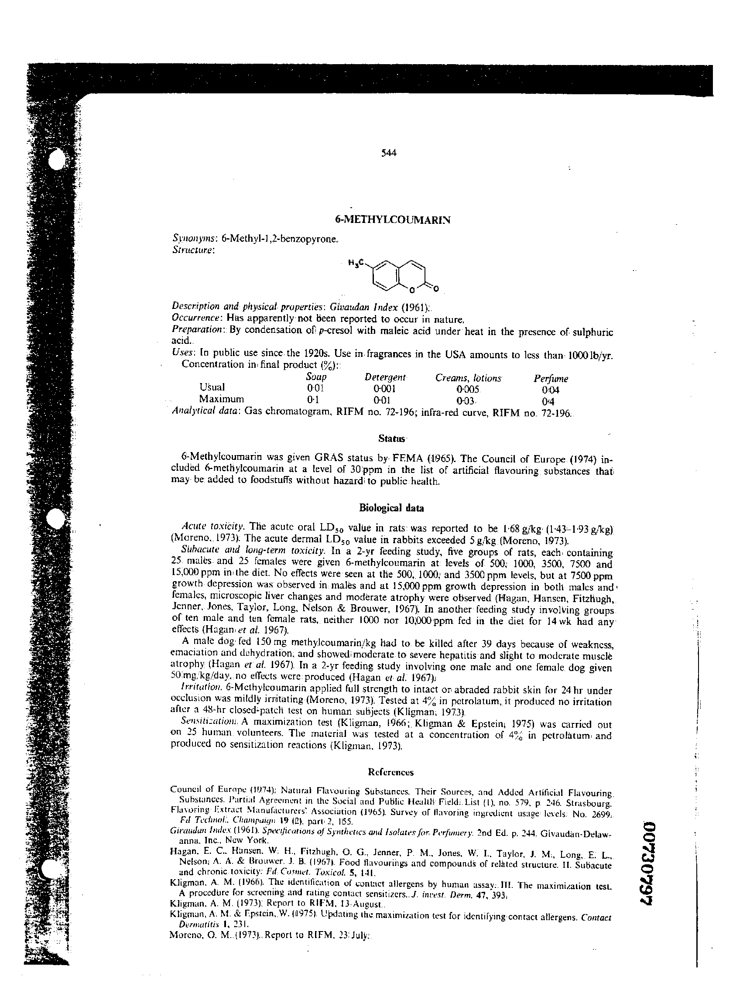 544
6-METHYLCOUMARIN
Synonyms: 6-Methyl-1,2-benzopyrone.
Structure:
H₃C
O O
Description and physical properties: Givaudan Index (1961).
Occurrence: Has apparently not been reported to occur in nature.
Preparation: By condensation of p-cresol with maleic acid under heat in the presence of sulphuric
acid.
Uses: In public use since the 1920s. Use in fragrances in the USA amounts to less than 1000 lb/yr.
Concentration in final product (%):
Soap Detergent Creams, lotions Perfume
Usual 0·01 0·001 0·005 0·04
Maximum 0·1 0·01 0·03 0·4
Analytical data: Gas chromatogram, RIFM no. 72-196; infra-red curve, RIFM no. 72-196.
Status
6-Methylcoumarin was given GRAS status by FEMA (1965). The Council of Europe (1974) in-
cluded 6-methylcoumarin at a level of 30 ppm in the list of artificial flavouring substances that
may be added to foodstuffs without hazard to public health.
Biological data
Acute toxicity. The acute oral LD₅₀ value in rats was reported to be 1·68 g/kg (1·43–1·93 g/kg)
(Moreno, 1973). The acute dermal LD₅₀ value in rabbits exceeded 5 g/kg (Moreno, 1973).
Subacute and long-term toxicity. In a 2-yr feeding study, five groups of rats, each containing
25 males and 25 females were given 6-methylcoumarin at levels of 500, 1000, 3500, 7500 and
15,000 ppm in the diet. No effects were seen at the 500, 1000, and 3500 ppm levels, but at 7500 ppm
growth depression was observed in males and at 15,000 ppm growth depression in both males and
females, microscopic liver changes and moderate atrophy were observed (Hagan, Hansen, Fitzhugh,
Jenner, Jones, Taylor, Long, Nelson & Brouwer, 1967). In another feeding study involving groups
of ten male and ten female rats, neither 1000 nor 10,000 ppm fed in the diet for 14 wk had any
effects (Hagan et al. 1967).
A male dog fed 150 mg methylcoumarin/kg had to be killed after 39 days because of weakness,
emaciation and dehydration, and showed moderate to severe hepatitis and slight to moderate muscle
atrophy (Hagan et al. 1967). In a 2-yr feeding study involving one male and one female dog given
50 mg/kg/day, no effects were produced (Hagan et al. 1967).
Irritation. 6-Methylcoumarin applied full strength to intact or abraded rabbit skin for 24 hr under
occlusion was mildly irritating (Moreno, 1973). Tested at 4% in petrolatum, it produced no irritation
after a 48-hr closed-patch test on human subjects (Kligman, 1973).
Sensitization. A maximization test (Kligman, 1966; Kligman & Epstein, 1975) was carried out
on 25 human volunteers. The material was tested at a concentration of 4% in petrolatum and
produced no sensitization reactions (Kligman, 1973).
References
Council of Europe (1974). Natural Flavouring Substances, Their Sources, and Added Artificial Flavouring
Substances. Partial Agreement in the Social and Public Health Field. List (1), no. 579, p. 246. Strasbourg.
Flavoring Extract Manufacturers' Association (1965). Survey of flavoring ingredient usage levels. No. 2699.
Fd Technol., Champaign 19 (2), part 2, 155.
Givaudan Index (1961). Specifications of Synthetics and Isolates for Perfumery. 2nd Ed. p. 244. Givaudan-Delaw-
anna, Inc., New York.
Hagan, E. C., Hansen, W. H., Fitzhugh, O. G., Jenner, P. M., Jones, W. I., Taylor, J. M., Long, E. L.,
Nelson, A. A. & Brouwer, J. B. (1967). Food flavourings and compounds of related structure. II. Subacute
and chronic toxicity. Fd Cosmet. Toxicol. 5, 141.
Kligman, A. M. (1966). The identification of contact allergens by human assay. III. The maximization test.
A procedure for screening and rating contact sensitizers. J. invest. Derm. 47, 393.
Kligman, A. M. (1973). Report to RIFM, 13 August.
Kligman, A. M. & Epstein, W. (1975). Updating the maximization test for identifying contact allergens. Contact
Dermatitis 1, 231.
Moreno, O. M. (1973). Report to RIFM, 23 July.
00730797